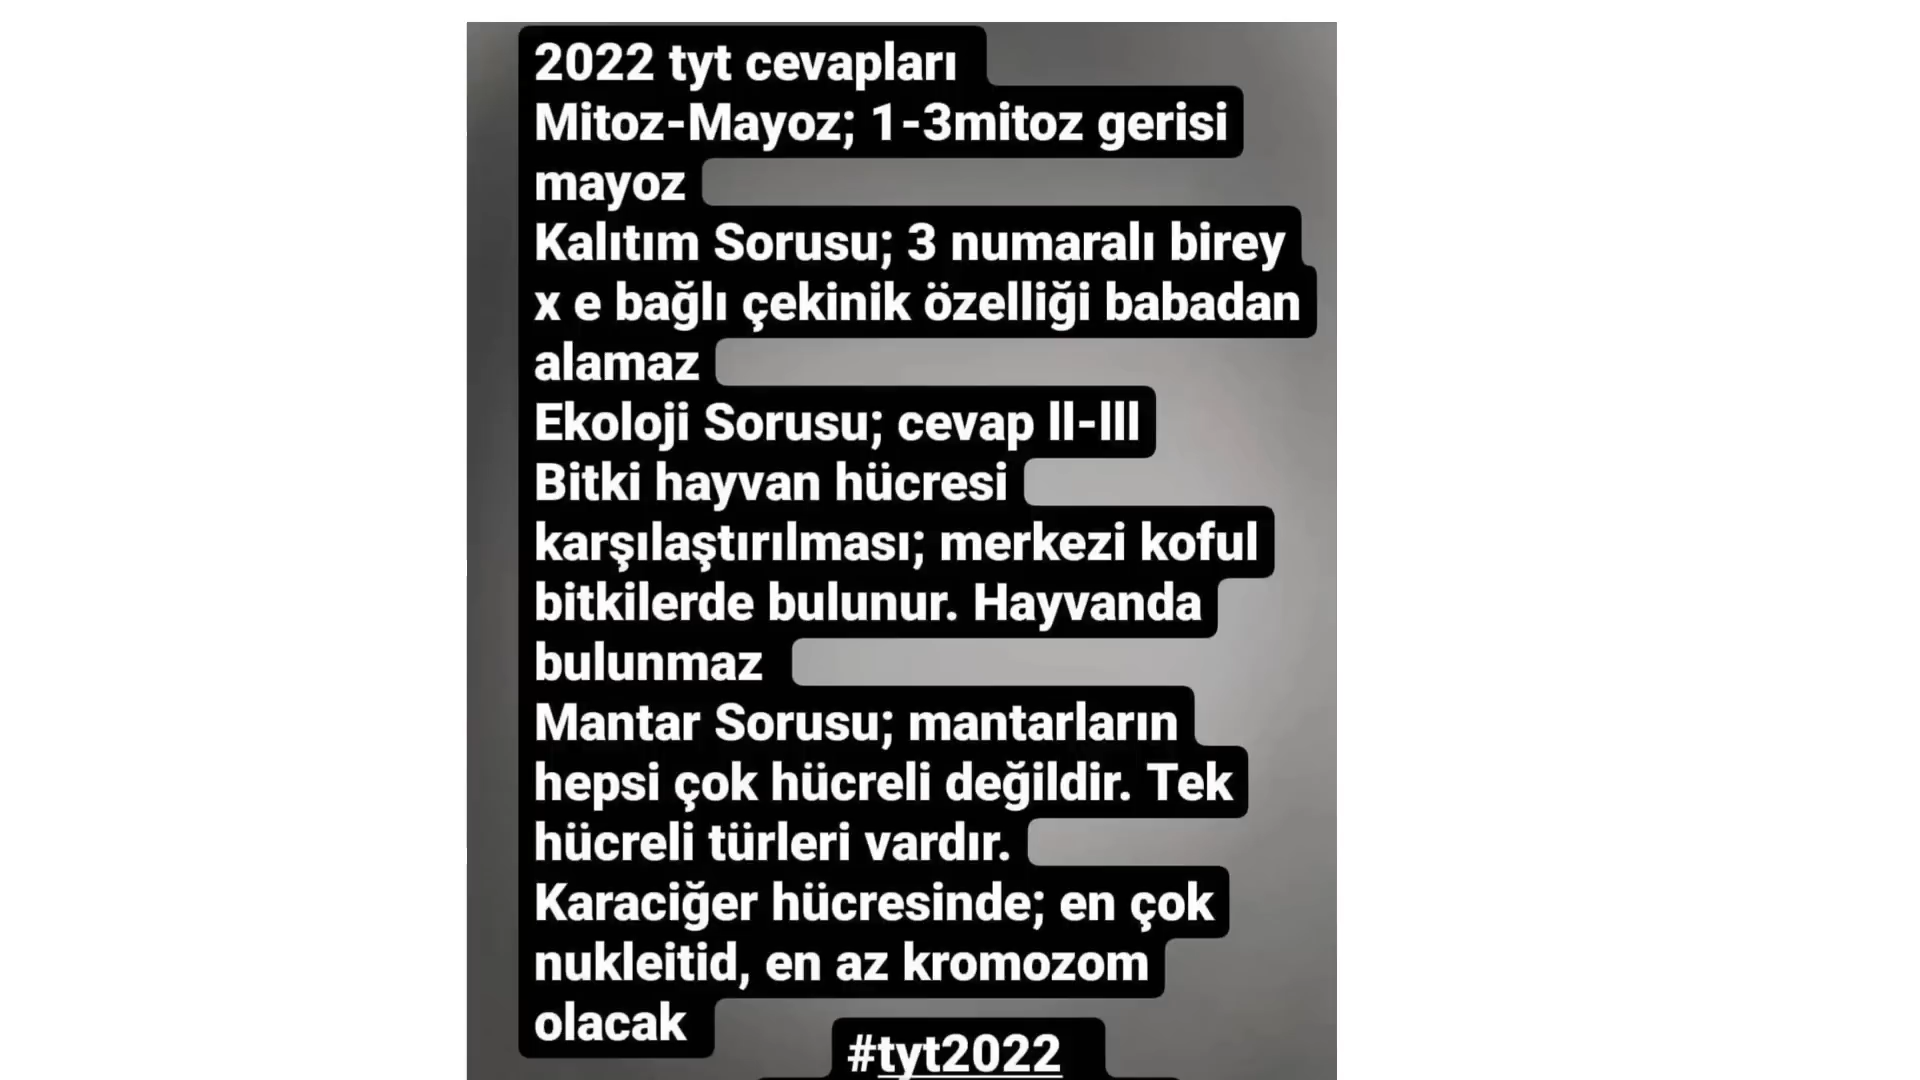 2022 tyt cevapları
Mitoz-Mayoz; 1-3mitoz gerisi
mayoz
Kalıtım Sorusu; 3 numaralı birey
x e bağlı çekinik özelliği babadan
alamaz
Ekoloji Sorusu; cevap ll-lll
Bitki hayvan hücresi
karşılaştırılması; merkezi koful
bitkilerde bulunur. Hayvanda
bulunmaz
Mantar Sorusu; mantarların
hepsi çok hücreli değildir. Tek
hücreli türleri vardır.
Karaciğer hücresinde; en çok
nukleitid, en az kromozom
olacak
#tyt2022